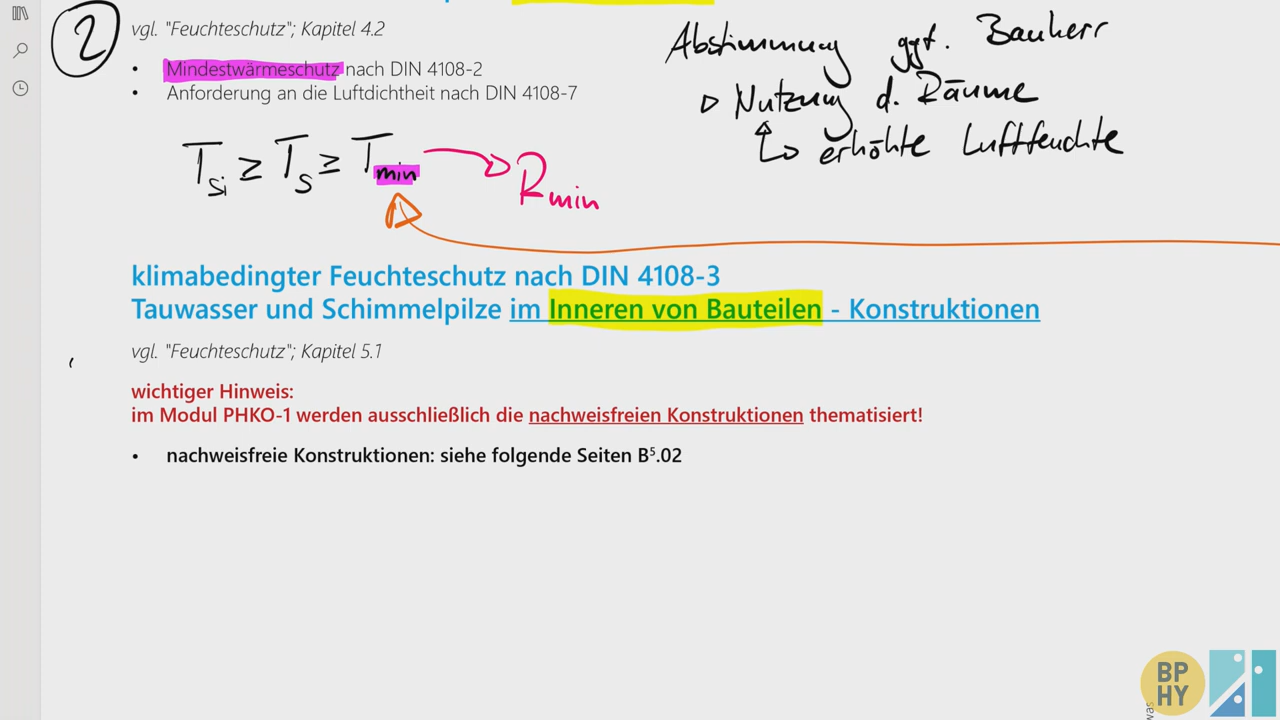 2
vgl. "Feuchteschutz"; Kapitel 4.2
• Mindestwärmeschutz nach DIN 4108-2
• Anforderung an die Luftdichtheit nach DIN 4108-7
Abstimmung ggf. Bauherr
Nutzung d. Räume
erhöhte Luftfeuchte
Tsi ≥ Ts ≥ Tmin
Rmin
klimabedingter Feuchteschutz nach DIN 4108-3
Tauwasser und Schimmelpilze im Inneren von Bauteilen - Konstruktionen
vgl. "Feuchteschutz"; Kapitel 5.1
wichtiger Hinweis:
im Modul PHKO-1 werden ausschließlich die nachweisfreien Konstruktionen thematisiert!
• nachweisfreie Konstruktionen: siehe folgende Seiten B⁵.02
BP
HY
was